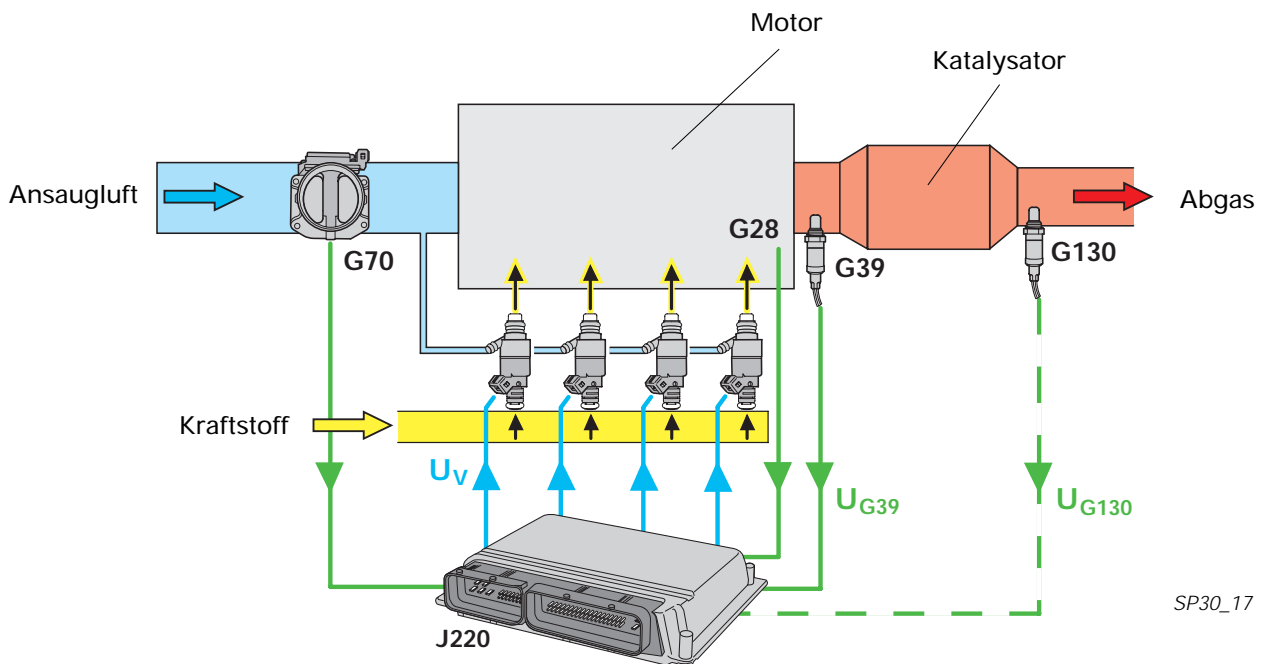 Motor
Katalysator
Ansaugluft
Abgas
G70
G28
G39
G130
Kraftstoff
UV
UG39
UG130
J220
SP30_17